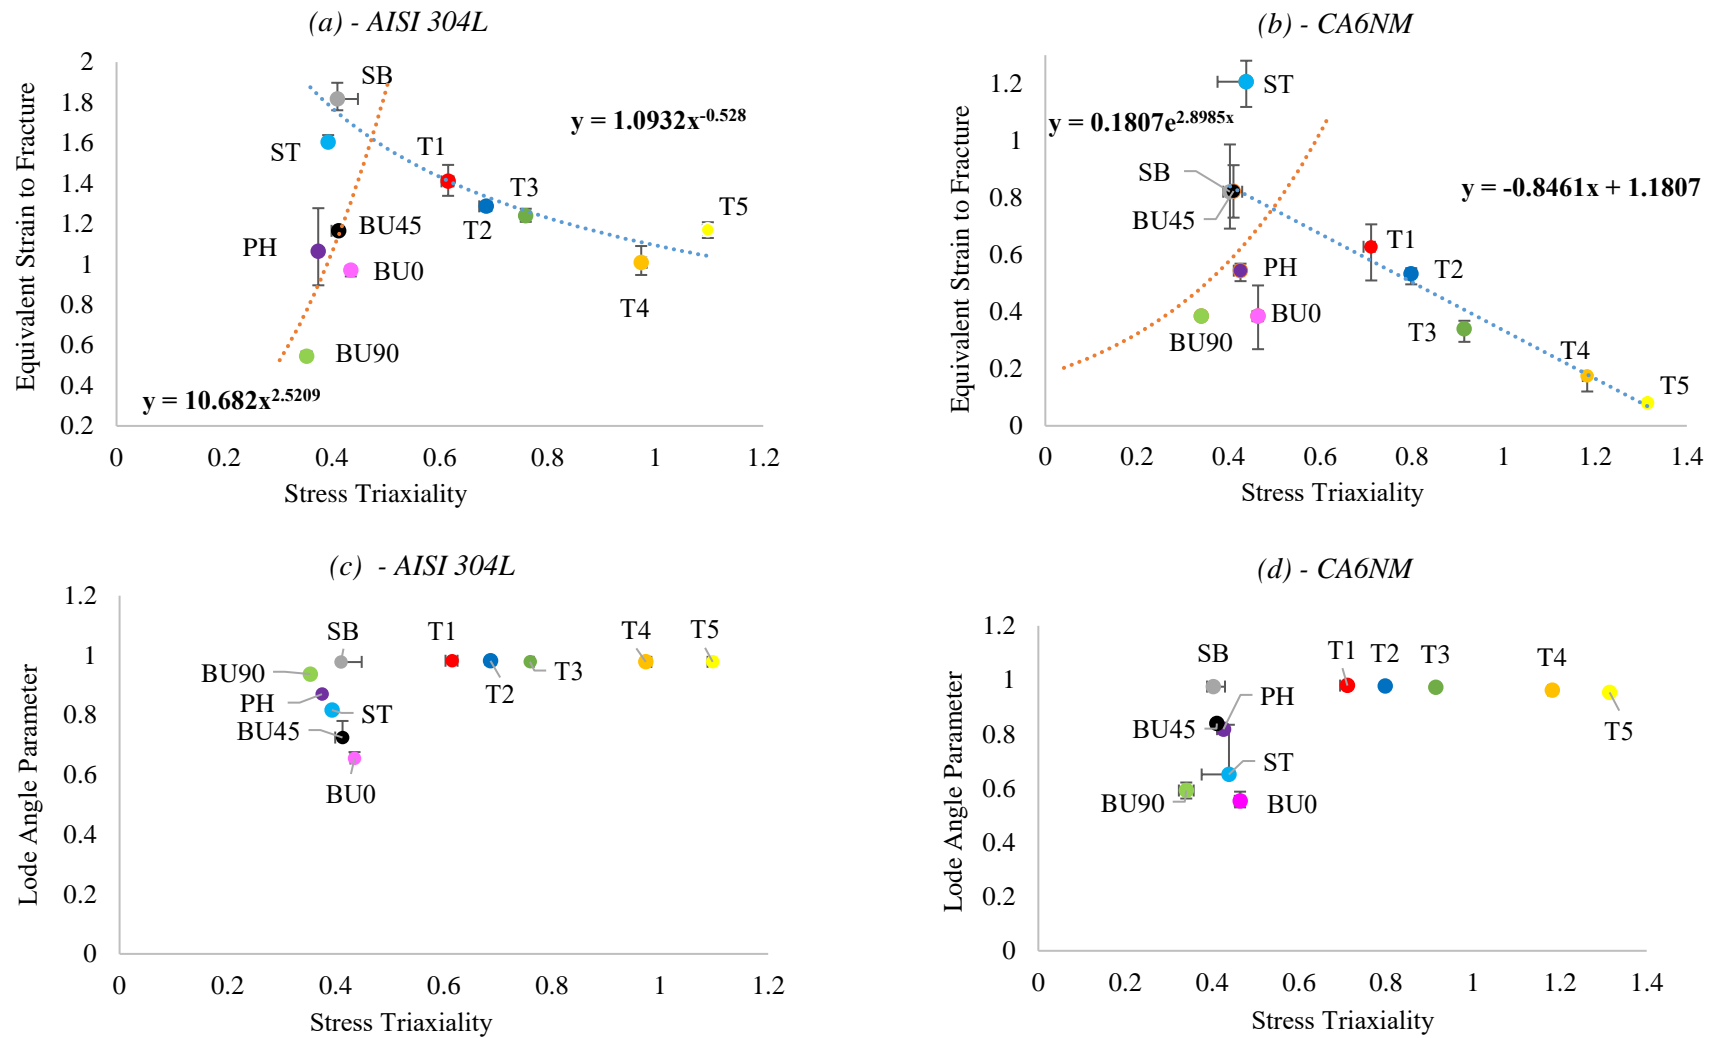 (a) - AISI 304L
Equivalent Strain to Fracture
2
1.8
1.6
1.4
1.2
1
0.8
0.6
0.4
0.2
0
0.2
0.4
0.6
0.8
1
1.2
Stress Triaxiality
SB
ST
T1
T2
T3
T4
T5
PH
BU45
BU0
BU90
y = 1.0932x^-0.528
y = 10.682x^2.5209
(b) - CA6NM
Equivalent Strain to Fracture
1.2
1
0.8
0.6
0.4
0.2
0
0
0.2
0.4
0.6
0.8
1
1.2
1.4
Stress Triaxiality
ST
y = 0.1807e^2.8985x
SB
BU45
y = -0.8461x + 1.1807
T1
PH
T2
BU0
BU90
T3
T4
T5
(c) - AISI 304L
Lode Angle Parameter
1.2
1
0.8
0.6
0.4
0.2
0
0
0.2
0.4
0.6
0.8
1
1.2
Stress Triaxiality
SB
T1
T4
T5
BU90
T3
T2
PH
ST
BU45
BU0
(d) - CA6NM
Lode Angle Parameter
1.2
1
0.8
0.6
0.4
0.2
0
0
0.2
0.4
0.6
0.8
1
1.2
1.4
Stress Triaxiality
SB
T1
T2
T3
T4
PH
BU45
T5
ST
BU90
BU0